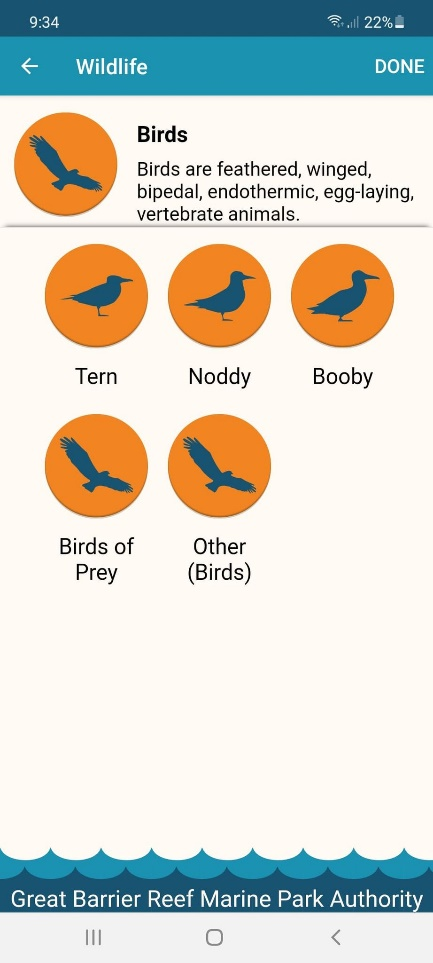 9:34 22%
Wildlife DONE
Birds
Birds are feathered, winged,
bipedal, endothermic, egg-laying,
vertebrate animals.
Tern Noddy Booby
Birds of
Prey
Other
(Birds)
Great Barrier Reef Marine Park Authority